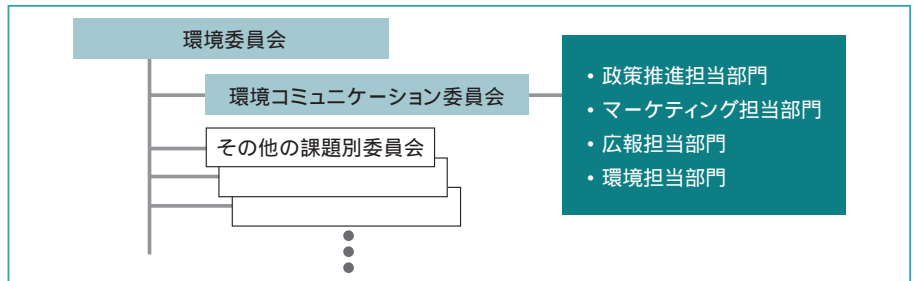 環境委員会
環境コミュニケーション委員会
その他の課題別委員会
・政策推進担当部門
・マーケティング担当部門
・広報担当部門
・環境担当部門